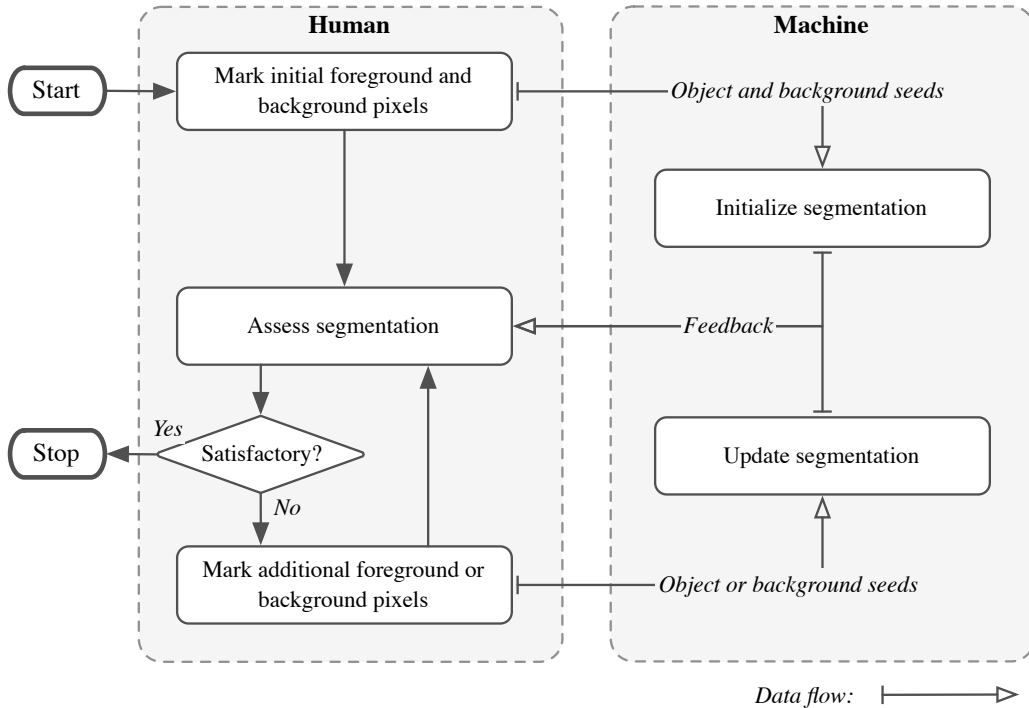 Human
Machine
Start
Mark initial foreground and
background pixels
Object and background seeds
Initialize segmentation
Assess segmentation
Feedback
Yes
Stop
Satisfactory?
Update segmentation
No
Mark additional foreground or
background pixels
Object or background seeds
Data flow: